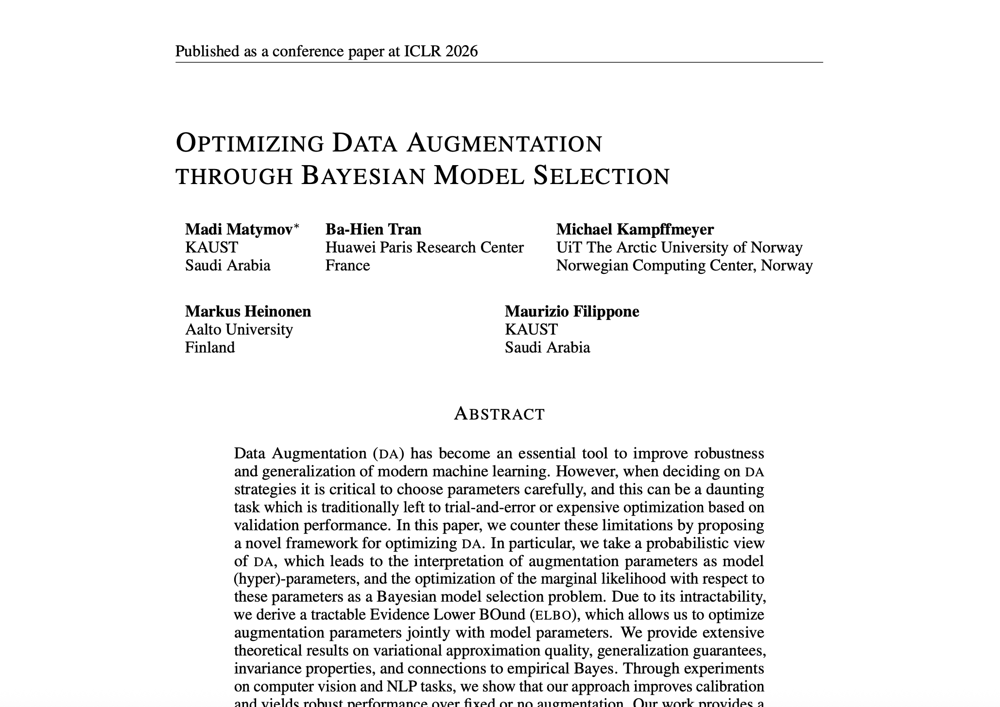 Published as a conference paper at ICLR 2026
OPTIMIZING DATA AUGMENTATION
THROUGH BAYESIAN MODEL SELECTION
Madi Matymov*
KAUST
Saudi Arabia
Ba-Hien Tran
Huawei Paris Research Center
France
Michael Kampffmeyer
UiT The Arctic University of Norway
Norwegian Computing Center, Norway
Markus Heinonen
Aalto University
Finland
Maurizio Filippone
KAUST
Saudi Arabia
ABSTRACT
Data Augmentation (DA) has become an essential tool to improve robustness
and generalization of modern machine learning. However, when deciding on DA
strategies it is critical to choose parameters carefully, and this can be a daunting
task which is traditionally left to trial-and-error or expensive optimization based on
validation performance. In this paper, we counter these limitations by proposing
a novel framework for optimizing DA. In particular, we take a probabilistic view
of DA, which leads to the interpretation of augmentation parameters as model
(hyper)-parameters, and the optimization of the marginal likelihood with respect to
these parameters as a Bayesian model selection problem. Due to its intractability,
we derive a tractable Evidence Lower BOund (ELBO), which allows us to optimize
augmentation parameters jointly with model parameters. We provide extensive
theoretical results on variational approximation quality, generalization guarantees,
invariance properties, and connections to empirical Bayes. Through experiments
on computer vision and NLP tasks, we show that our approach improves calibration
and yields robust performance over fixed or no augmentation. Our work provides a